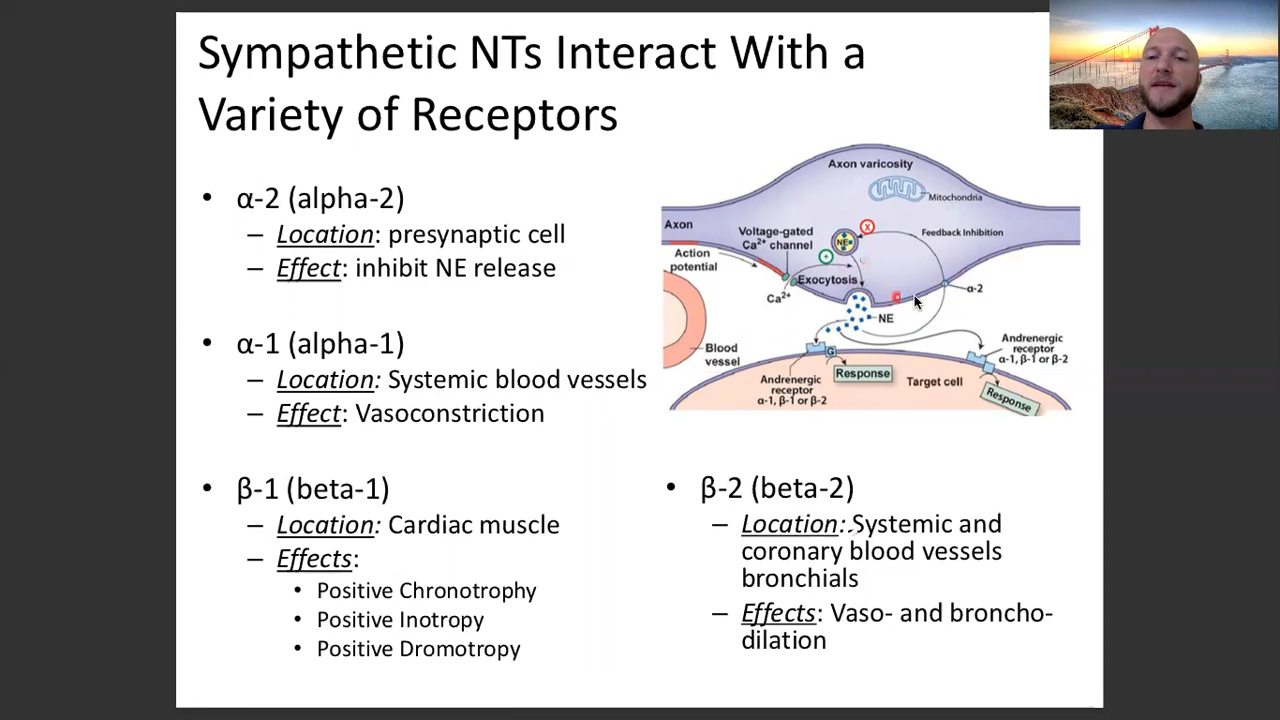 Sympathetic NTs Interact With a
Variety of Receptors
• α-2 (alpha-2)
– Location: presynaptic cell
– Effect: inhibit NE release
• α-1 (alpha-1)
– Location: Systemic blood vessels
– Effect: Vasoconstriction
• β-1 (beta-1)
– Location: Cardiac muscle
– Effects:
• Positive Chronotrophy
• Positive Inotropy
• Positive Dromotropy
Axon varicosity
Mitochondria
Axon
Voltage-gated
Ca2+ channel
NE
X
Feedback Inhibition
Action
potential
+
Exocytosis
Ca2+
α-2
NE
Blood
vessel
G
Andrenergic
receptor
α-1, β-1 or β-2
Response
Target cell
Andrenergic
receptor
α-1, β-1 or β-2
Response
• β-2 (beta-2)
– Location:.Systemic and
coronary blood vessels
bronchials
– Effects: Vaso- and broncho-
dilation